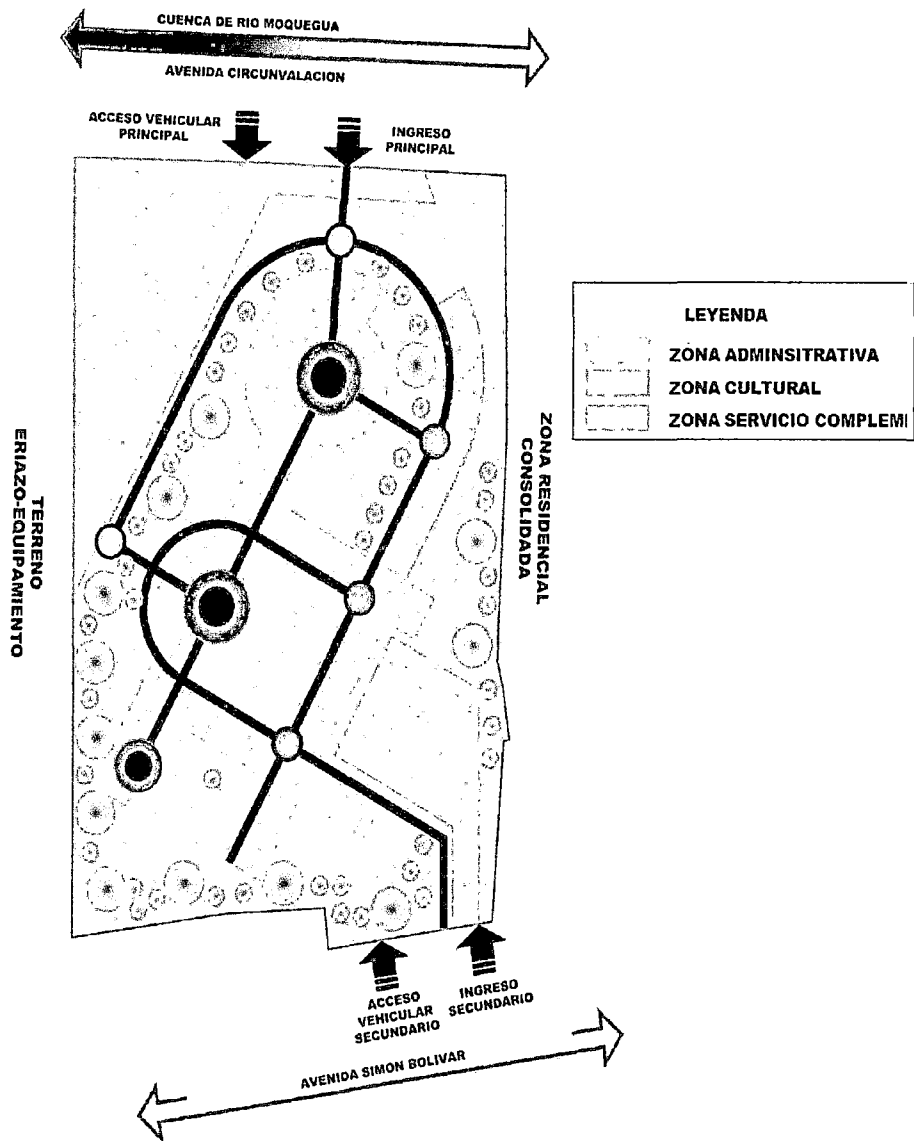 CUENCA DE RIO MOQUEGUA
AVENIDA CIRCUNVALACION
ACCESO VEHICULAR
PRINCIPAL
INGRESO
PRINCIPAL
LEYENDA
ZONA ADMINSITRATIVA
ZONA CULTURAL
ZONA SERVICIO COMPLEMI
TERRENO
ERIAZO-EQUIPAMIENTO
ZONA RESIDENCIAL
CONSOLIDADA
ACCESO
VEHICULAR
SECUNDARIO
INGRESO
SECUNDARIO
AVENIDA SIMON BOLIVAR